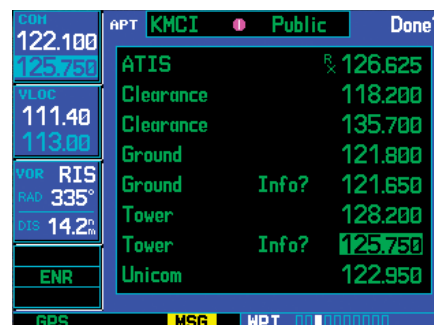 COM
122.100
125.750
VLOC
111.40
113.00
VOR RIS
RAD 335°
DIS 14.2nm
ENR
GPS
APT KMCI Public Done?
ATIS Rx 126.625
Clearance 118.200
Clearance 135.700
Ground 121.800
Ground Info? 121.650
Tower 128.200
Tower Info? 125.750
Unicom 122.950
MSG WPT